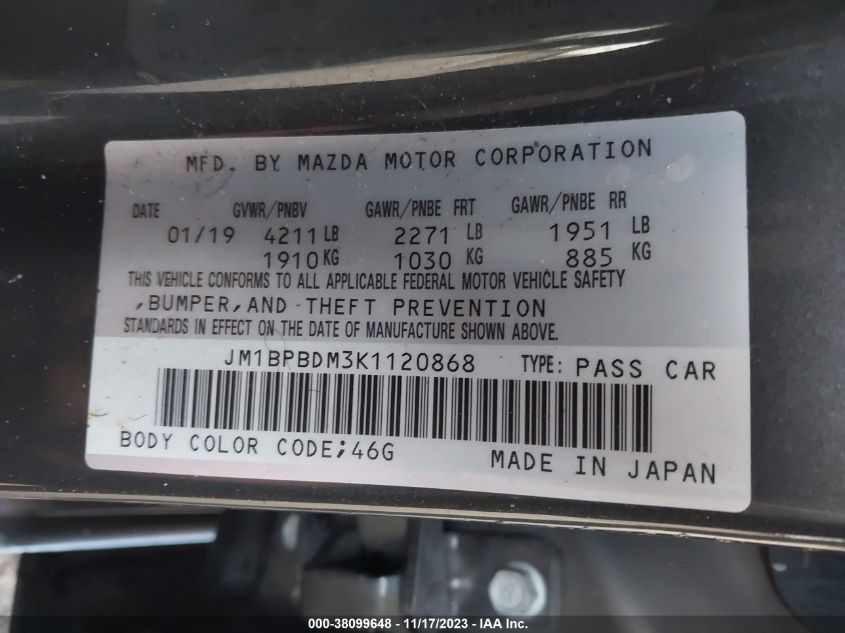 MFD. BY MAZDA MOTOR CORPORATION
DATE GVWR/PNBV GAWR/PNBE FRT GAWR/PNBE RR
01/19 4211 LB 2271 LB 1951 LB
1910 KG 1030 KG 885 KG
THIS VEHICLE CONFORMS TO ALL APPLICABLE FEDERAL MOTOR VEHICLE SAFETY
,BUMPER,AND THEFT PREVENTION
STANDARDS IN EFFECT ON THE DATE OF MANUFACTURE SHOWN ABOVE.
JM1BPBDM3K1120868 TYPE: PASS CAR
BODY COLOR CODE;46G
MADE IN JAPAN
000-38099648 - 11/17/2023 - IAA Inc.